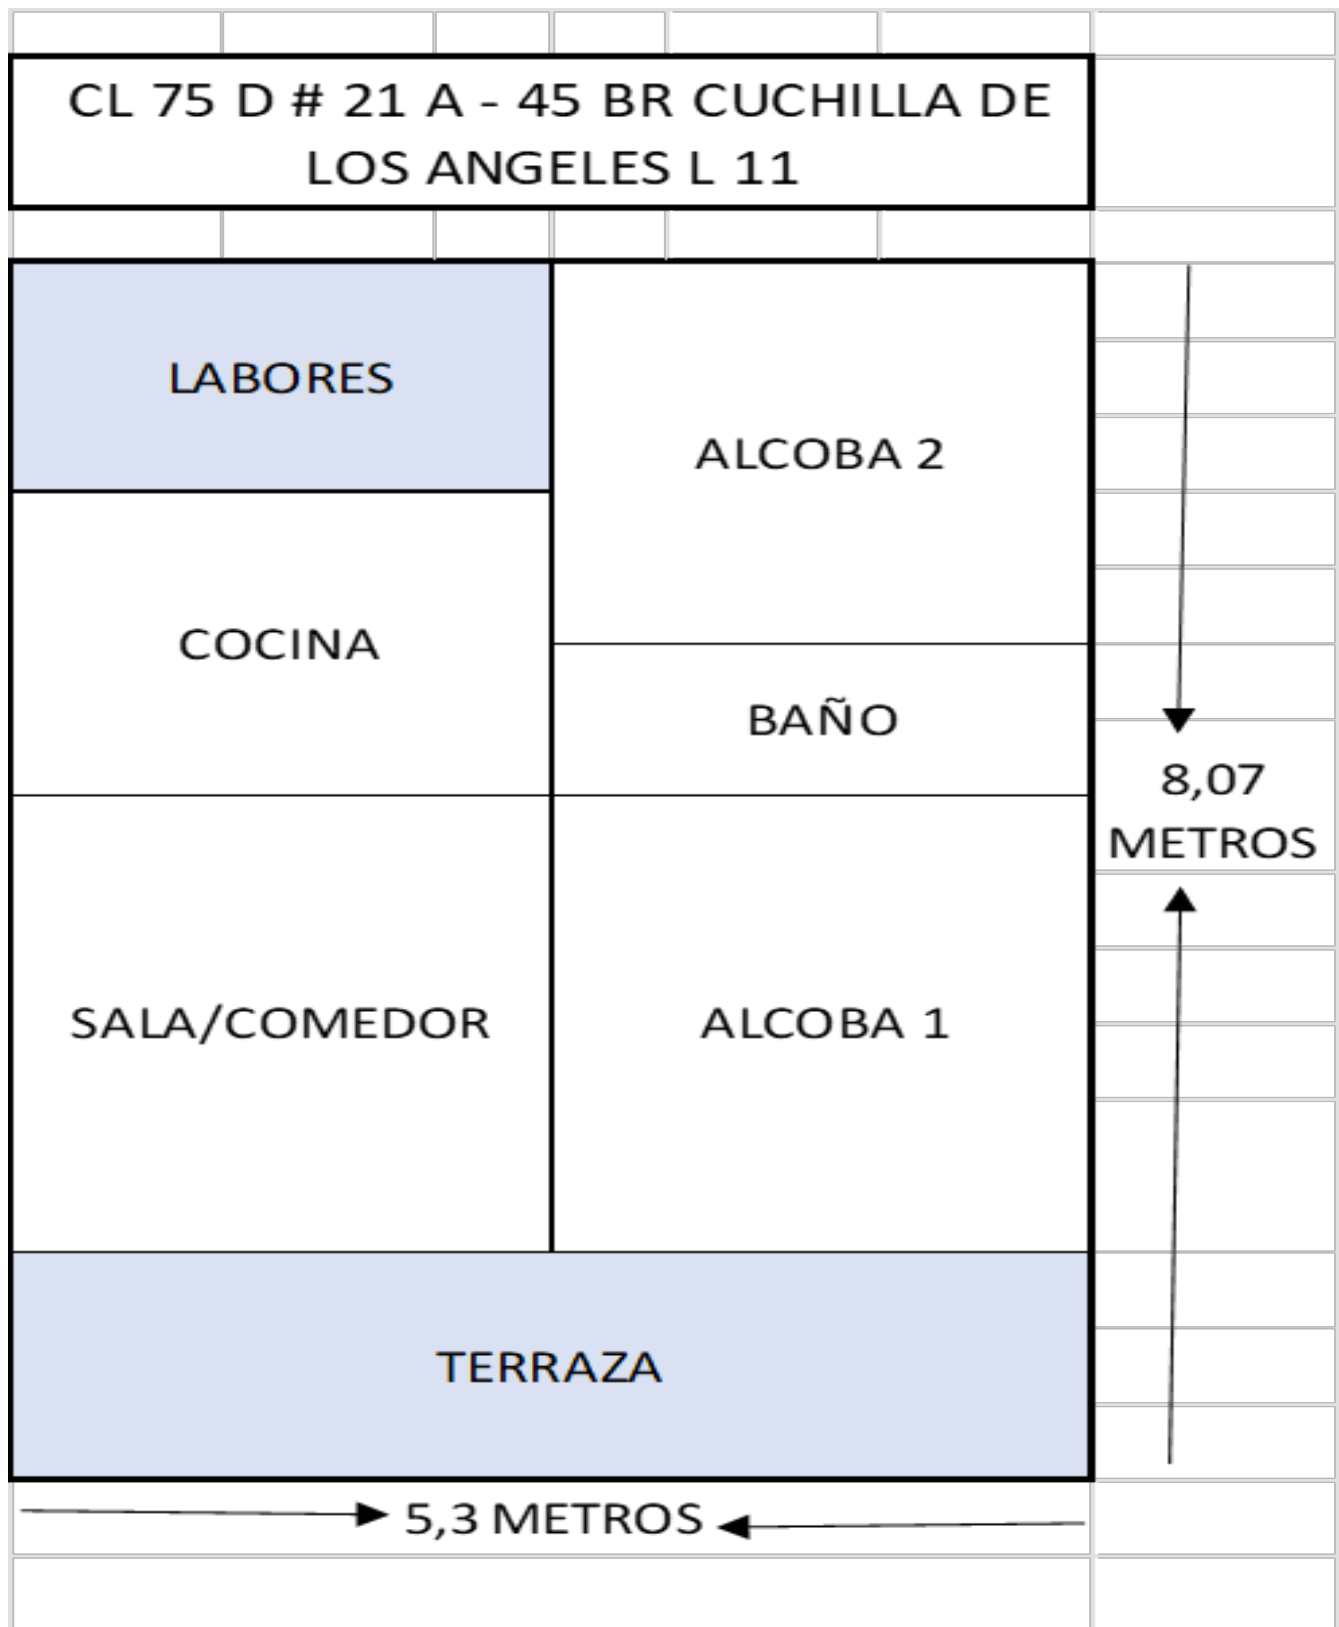 CL 75 D # 21 A - 45 BR CUCHILLA DE
LOS ANGELES L 11
LABORES
ALCOBA 2
COCINA
BAÑO
8,07
METROS
SALA/COMEDOR
ALCOBA 1
TERRAZA
5,3 METROS